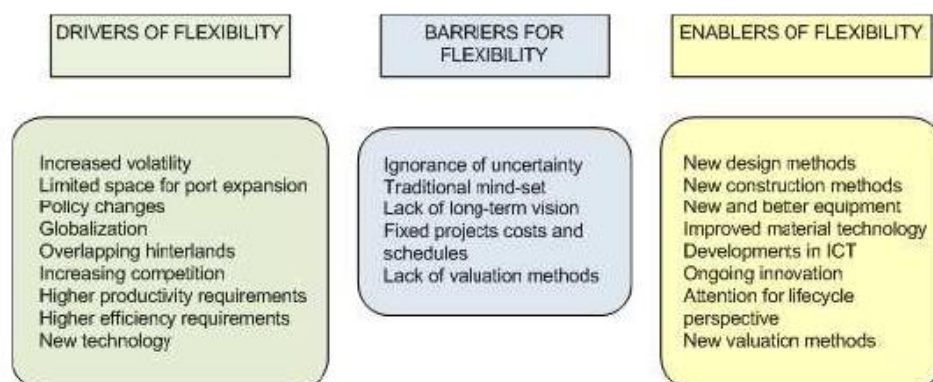 DRIVERS OF FLEXIBILITY
Increased volatility
Limited space for port expansion
Policy changes
Globalization
Overlapping hinterlands
Increasing competition
Higher productivity requirements
Higher efficiency requirements
New technology
BARRIERS FOR
FLEXIBILITY
Ignorance of uncertainty
Traditional mind-set
Lack of long-term vision
Fixed projects costs and
schedules
Lack of valuation methods
ENABLERS OF FLEXIBILITY
New design methods
New construction methods
New and better equipment
Improved material technology
Developments in ICT
Ongoing innovation
Attention for lifecycle
perspective
New valuation methods